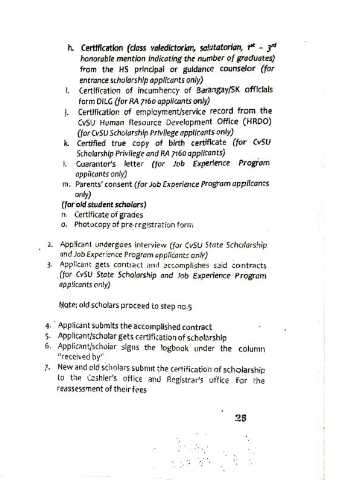 h. Certification (class valedictorian, salutatorian, 1st – 3rd
honorable mention indicating the number of graduates)
from the HS principal or guidance counselor (for
entrance scholarship applicants only)
i. Certification of incumbency of Barangay/SK officials
form DILG (for RA 7160 applicants only)
j. Certification of employment/service record from the
CvSU Human Resource Development Office (HRDO)
(for CvSU Scholarship Privilege applicants only)
k. Certified true copy of birth certificate (for CvSU
Scholarship Privilege and RA 7160 applicants)
l. Guarantor's letter (for Job Experience Program
applicants only)
m. Parents' consent (for Job Experience Program applicants
only)
(for old student scholars)
n. Certificate of grades
o. Photocopy of pre-registration form
2. Applicant undergoes interview (for CvSU State Scholarship
and Job Experience Program applicants only)
3. Applicant gets contract and accomplishes said contracts
(for CvSU State Scholarship and Job Experience Program
applicants only)
Note: old scholars proceed to step no.5
4. Applicant submits the accomplished contract
5. Applicant/scholar gets certification of scholarship
6. Applicant/scholar signs the logbook under the column
"received by"
7. New and old scholars submit the certification of scholarship
to the Cashier's office and Registrar's office for the
reassessment of their fees
25